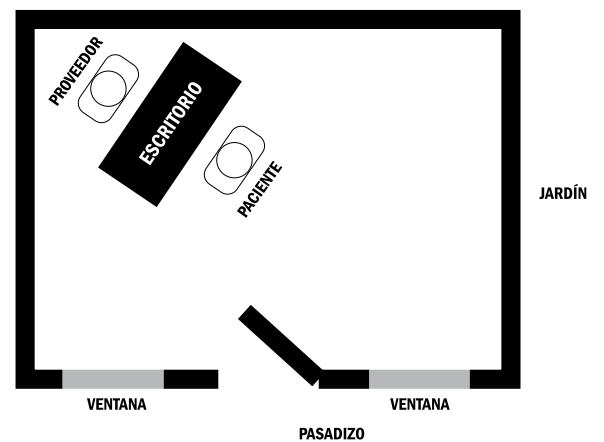 PROVEEDOR
ESCRITORIO
PACIENTE
JARDÍN
VENTANA
VENTANA
PASADIZO